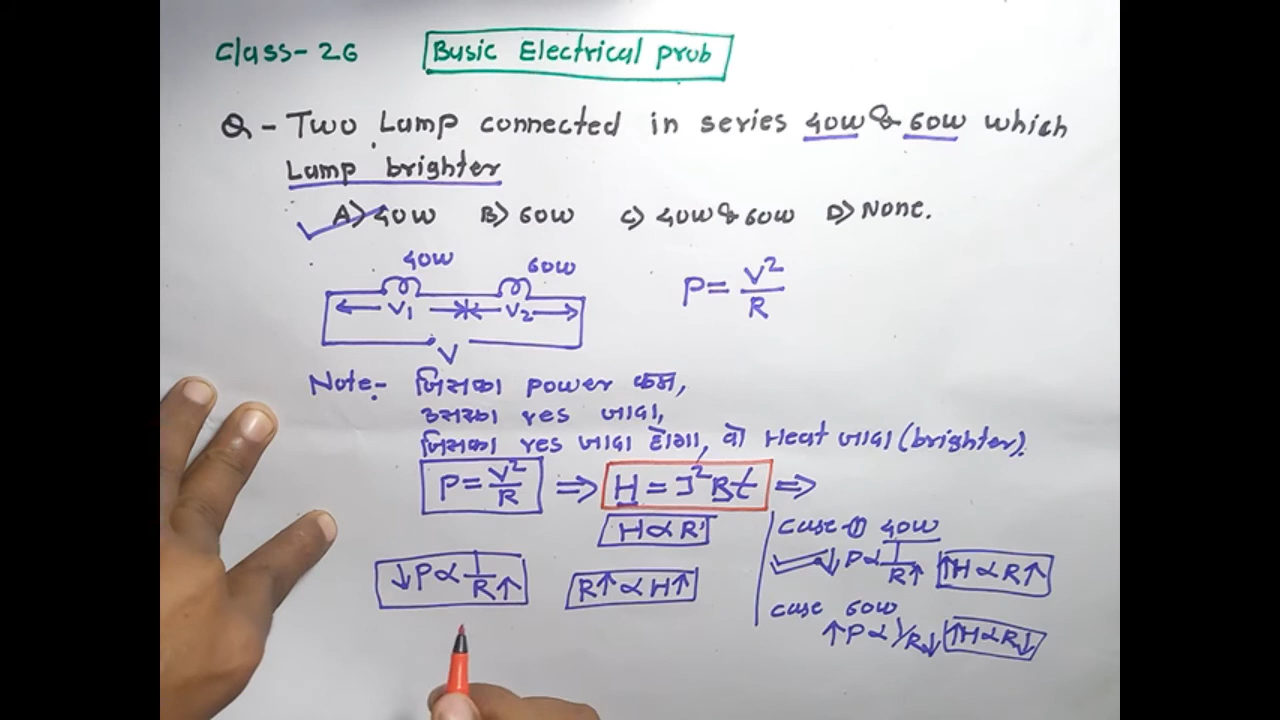 Class-26 Busic Electrical prob
Q-Two Lamp connected in series 40W & 60W which
Lamp brighter
A) 40W B) 60W C) 40W & 60W D) None.
40W 60W
V₁ V₂
V
P = V²/R
Note:- जिसका power कम,
उसका res जादा,
जिसका res जादा होगा, वो Heat जादा (brighter).
P = V²/R ⇒ H = I²Rt ⇒
H ∝ R
↓P ∝ 1/R↑ R↑ ∝ H↑
Case-① 40W
↓P ∝ 1/R↑ ↑H ∝ R↑
Case 60W
↑P ∝ 1/R↓ ↑H ∝ R↓